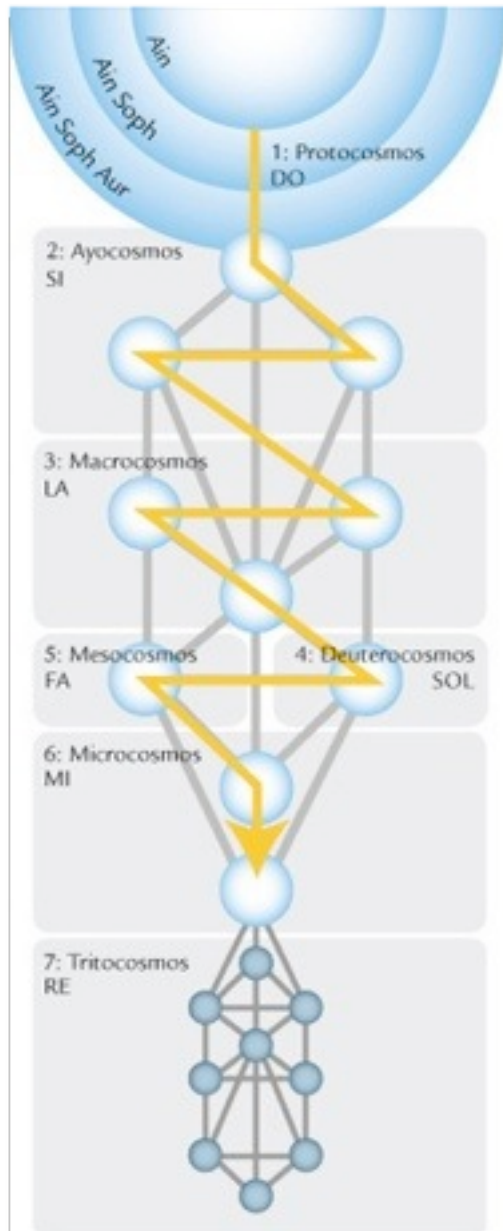 Ain
Ain Soph
Ain Soph Aur
1: Protocosmos
DO
2: Ayocosmos
SI
3: Macrocosmos
LA
5: Mesocosmos
FA
4: Deuterocosmos
SOL
6: Microcosmos
MI
7: Tritocosmos
RE